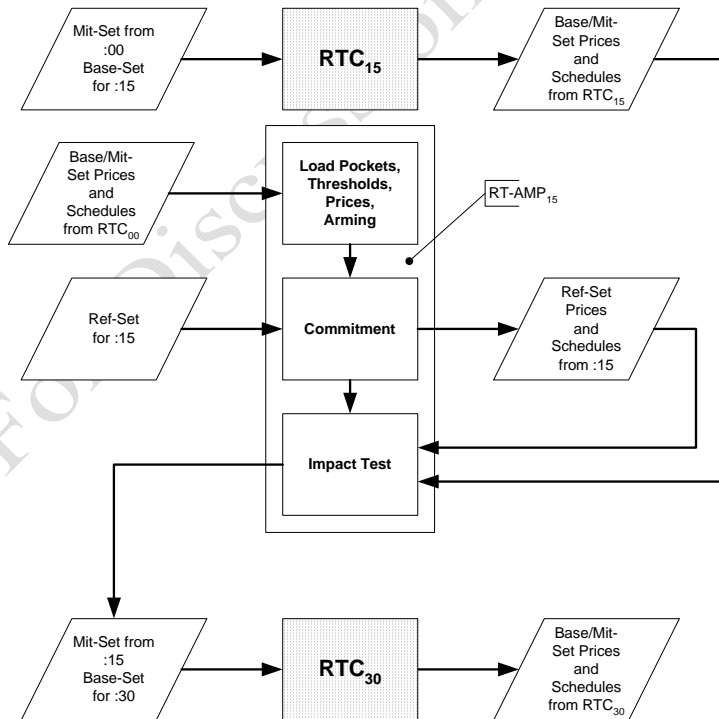 Mit-Set from
:00
Base-Set
for :15
RTC15
Base/Mit-
Set Prices
and
Schedules
from RTC15
Base/Mit-
Set Prices
and
Schedules
from RTC00
Load Pockets,
Thresholds,
Prices,
Arming
RT-AMP15
Ref-Set
for :15
Commitment
Ref-Set
Prices
and
Schedules
from :15
Impact Test
Mit-Set from
:15
Base-Set
for :30
RTC30
Base/Mit-
Set Prices
and
Schedules
from RTC30
For Discussion